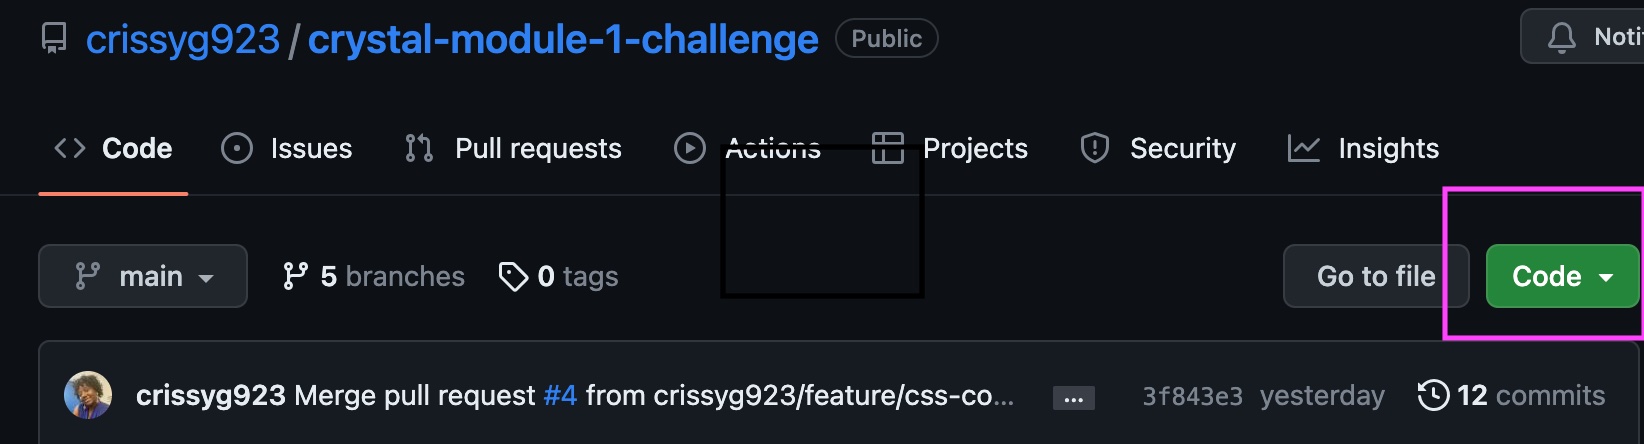 crissyg923/crystal-module-1-challenge Public Noti
Code Issues Pull requests Actions Projects Security Insights
main 5 branches 0 tags Go to file Code
crissyg923 Merge pull request #4 from crissyg923/feature/css-co... ... 3f843e3 yesterday 12 commits